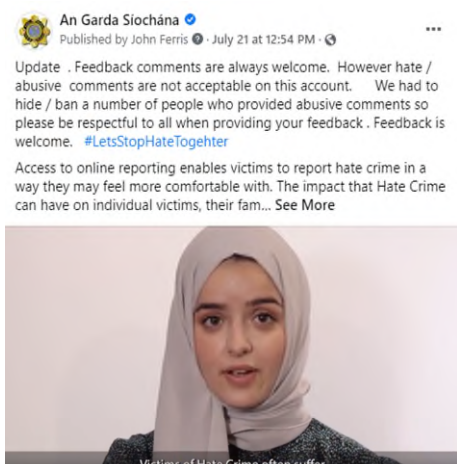 An Garda Síochána
Published by John Ferris · July 21 at 12:54 PM ·
Update . Feedback comments are always welcome. However hate /
abusive comments are not acceptable on this account. We had to
hide / ban a number of people who provided abusive comments so
please be respectful to all when providing your feedback . Feedback is
welcome. #LetsStopHateTogehter
Access to online reporting enables victims to report hate crime in a
way they may feel more comfortable with. The impact that Hate Crime
can have on individual victims, their fam... See More
Victims of Hate Crime often suffer